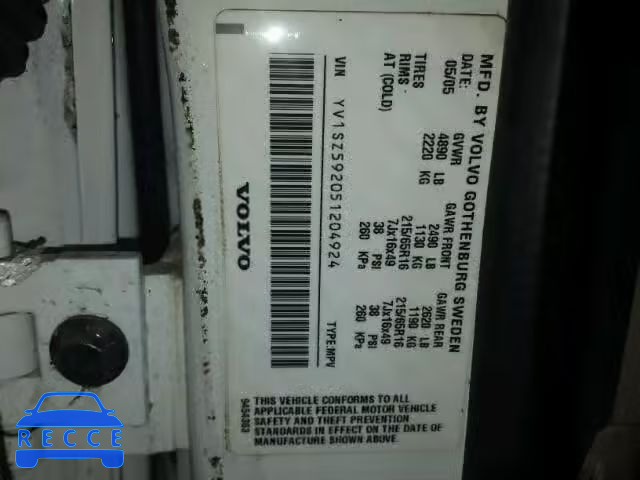 MFD. BY VOLVO GOTHENBURG SWEDEN
DATE: GVWR GAWR FRONT GAWR REAR
05/05 4890 LB 2490 LB 2620 LB
2220 KG 1130 KG 1190 KG
TIRES 215/65R16 215/65R16
RIMS- 7Jx16x49 7Jx16x49
AT (COLD) 38 PSI 38 PSI
260 KPa 260 KPa
VIN YV1SZ592051204924 TYPE:MPV
VOLVO
THIS VEHICLE CONFORMS TO ALL
APPLICABLE FEDERAL MOTOR VEHICLE
SAFETY AND THEFT PREVENTION
STANDARDS IN EFFECT ON THE DATE OF
MANUFACTURE SHOWN ABOVE.
9454363
RECCE